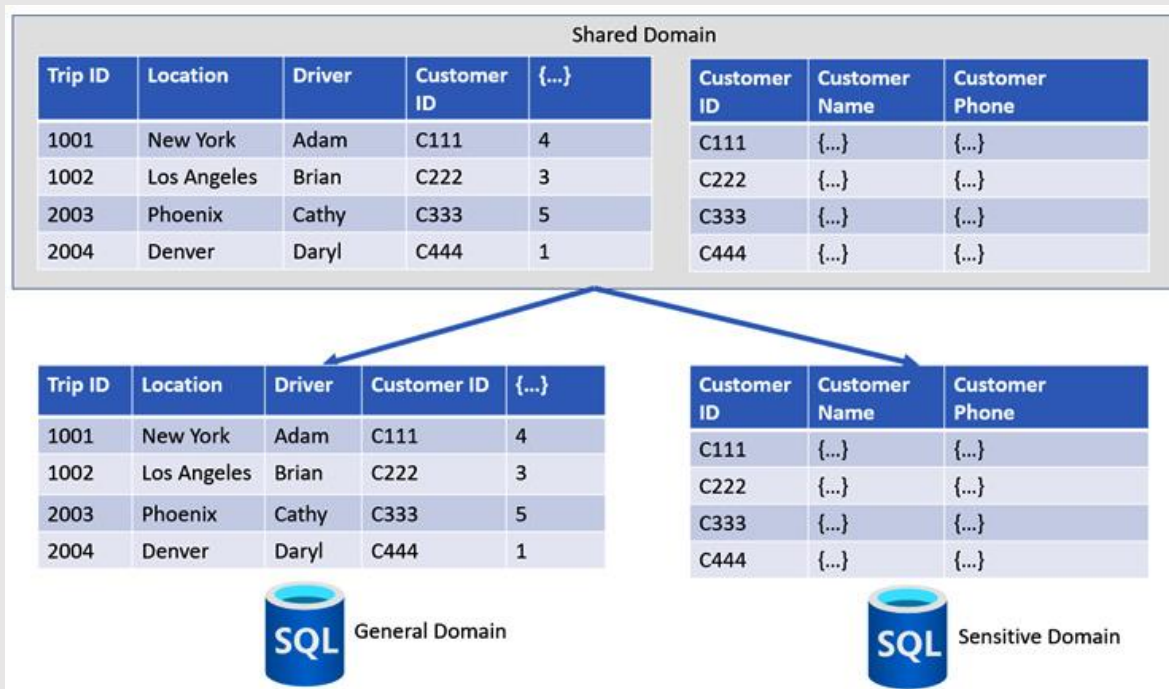 Shared Domain
Trip ID Location Driver Customer ID {...}
1001 New York Adam C111 4
1002 Los Angeles Brian C222 3
2003 Phoenix Cathy C333 5
2004 Denver Daryl C444 1
Customer ID Customer Name Customer Phone
C111 {...} {...}
C222 {...} {...}
C333 {...} {...}
C444 {...} {...}
Trip ID Location Driver Customer ID {...}
1001 New York Adam C111 4
1002 Los Angeles Brian C222 3
2003 Phoenix Cathy C333 5
2004 Denver Daryl C444 1
Customer ID Customer Name Customer Phone
C111 {...} {...}
C222 {...} {...}
C333 {...} {...}
C444 {...} {...}
SQL General Domain
SQL Sensitive Domain